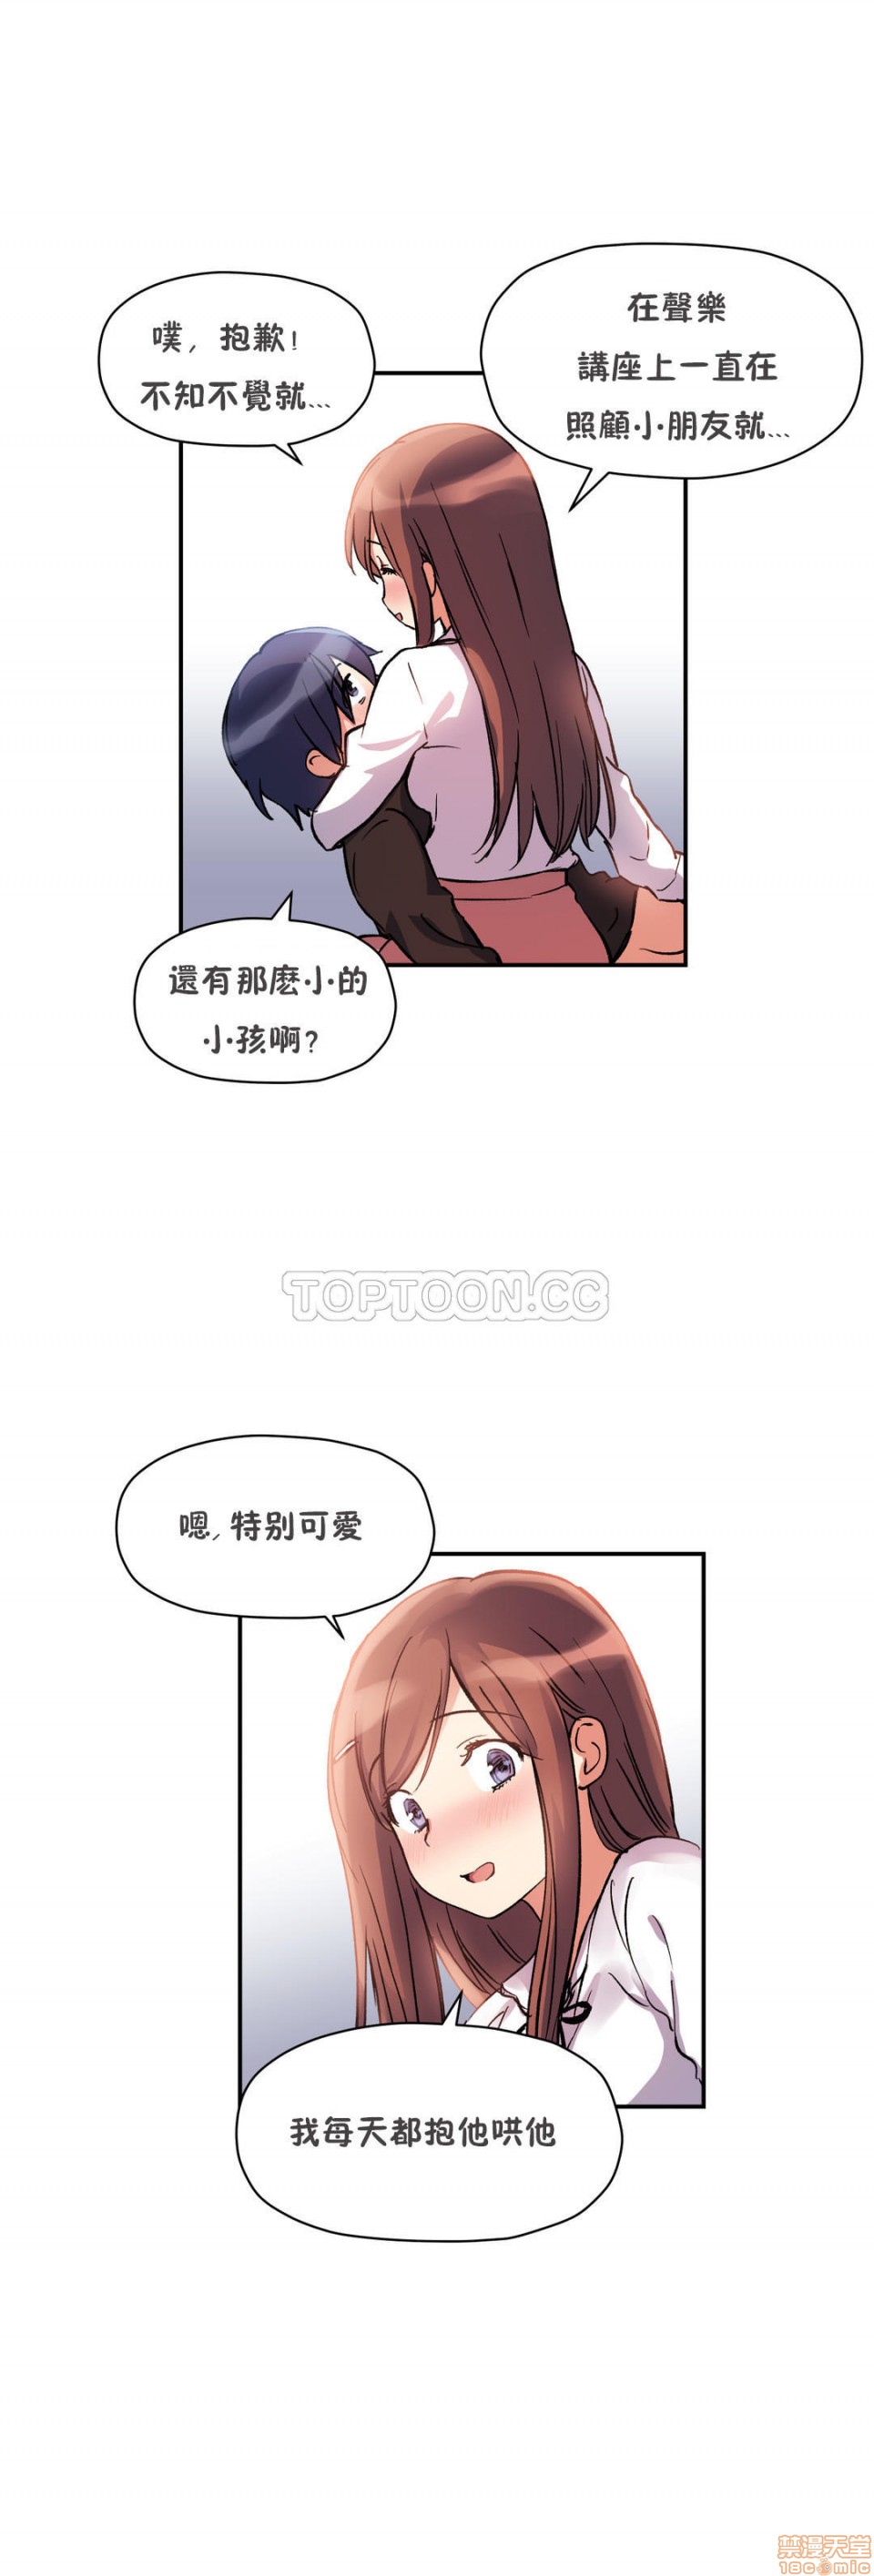 噗，抱歉！
不知不覺就...
在聲樂
講座上一直在
照顧小朋友就...
還有那麽小的
小孩啊？
TOPTOON.CC
嗯，特别可愛
我每天都抱他哄他
禁漫天堂
18comic